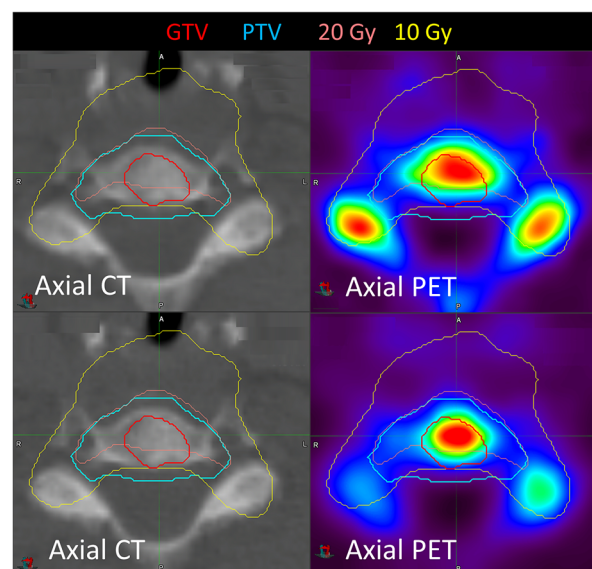 GTV PTV 20 Gy 10 Gy
A A
R L R L
Axial CT Axial PET
P P
A A
R L R L
Axial CT Axial PET
P P